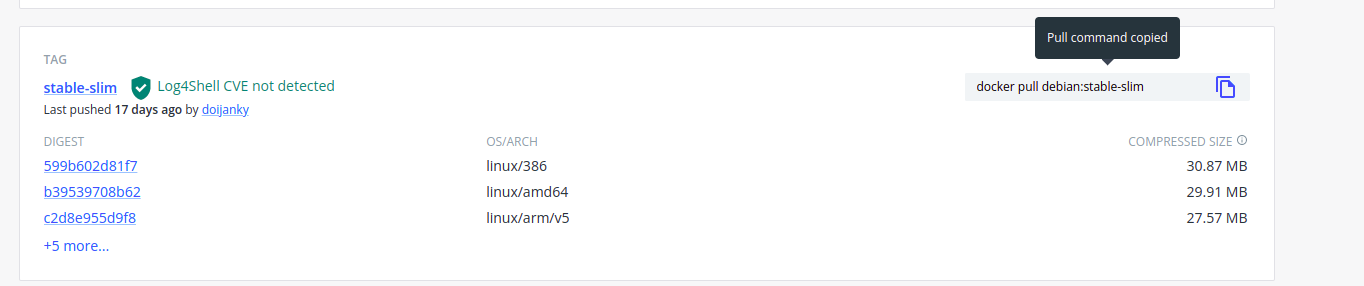 Pull command copied
TAG
stable-slim Log4Shell CVE not detected
docker pull debian:stable-slim
Last pushed 17 days ago by doijanky
DIGEST OS/ARCH COMPRESSED SIZE
599b602d81f7 linux/386 30.87 MB
b39539708b62 linux/amd64 29.91 MB
c2d8e955d9f8 linux/arm/v5 27.57 MB
+5 more...